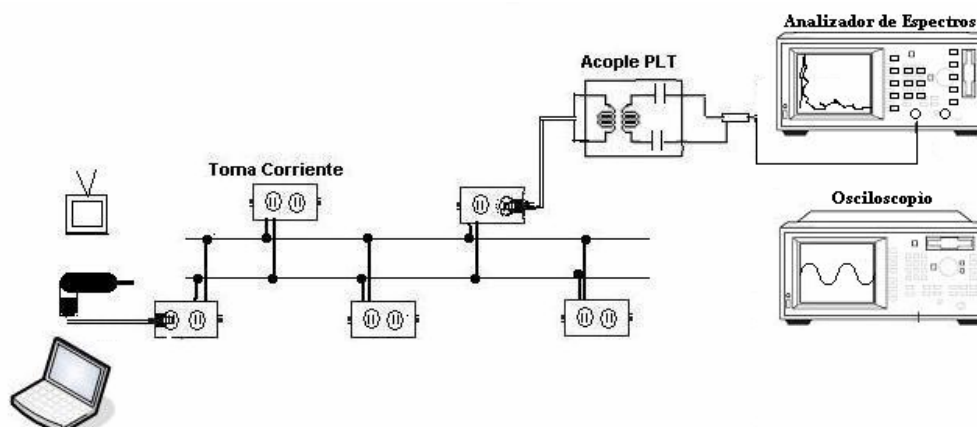 Analizador de Espectros
Acople PLT
Toma Corriente
Osciloscopio